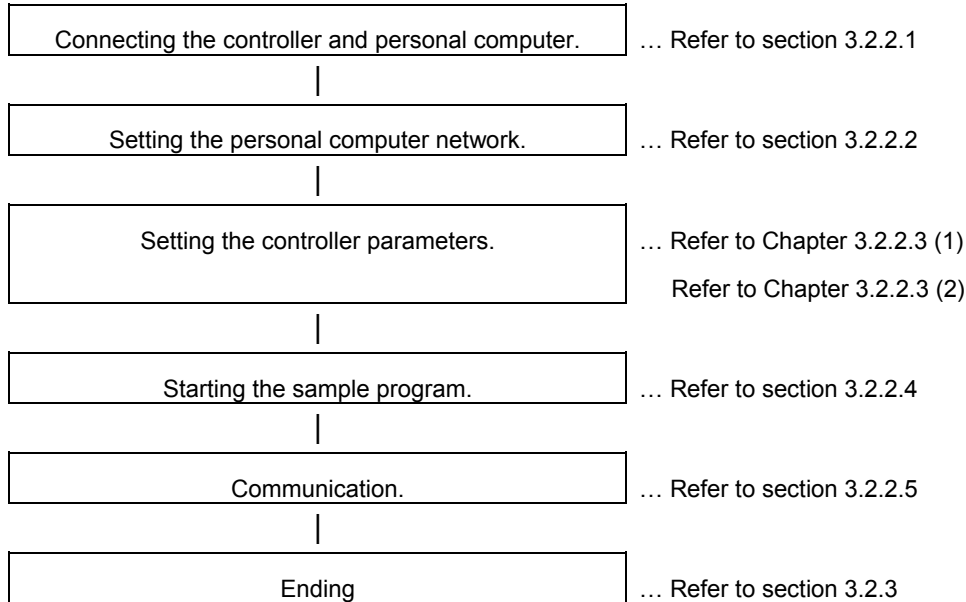 Connecting the controller and personal computer. … Refer to section 3.2.2.1
Setting the personal computer network. … Refer to section 3.2.2.2
Setting the controller parameters. … Refer to Chapter 3.2.2.3 (1)
Refer to Chapter 3.2.2.3 (2)
Starting the sample program. … Refer to section 3.2.2.4
Communication. … Refer to section 3.2.2.5
Ending … Refer to section 3.2.3